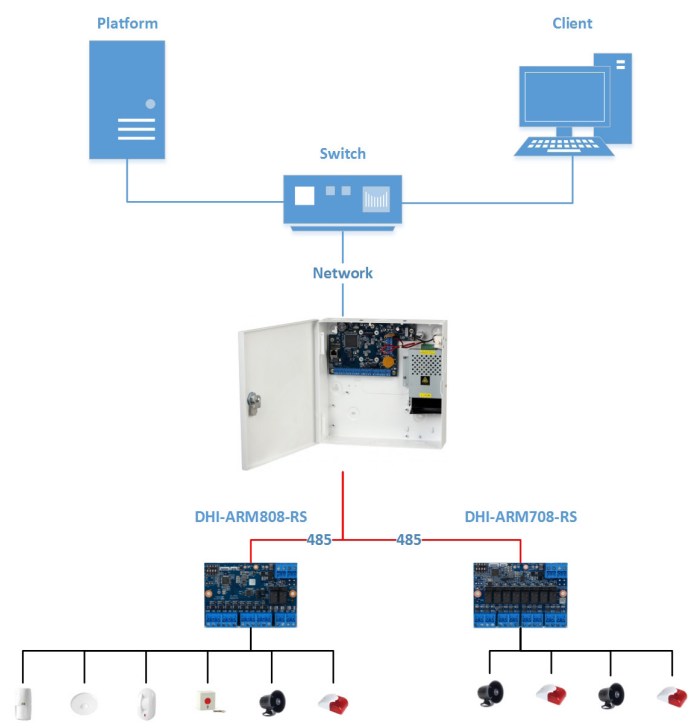 Platform
Client
Switch
Network
DHI-ARM808-RS
DHI-ARM708-RS
485
485